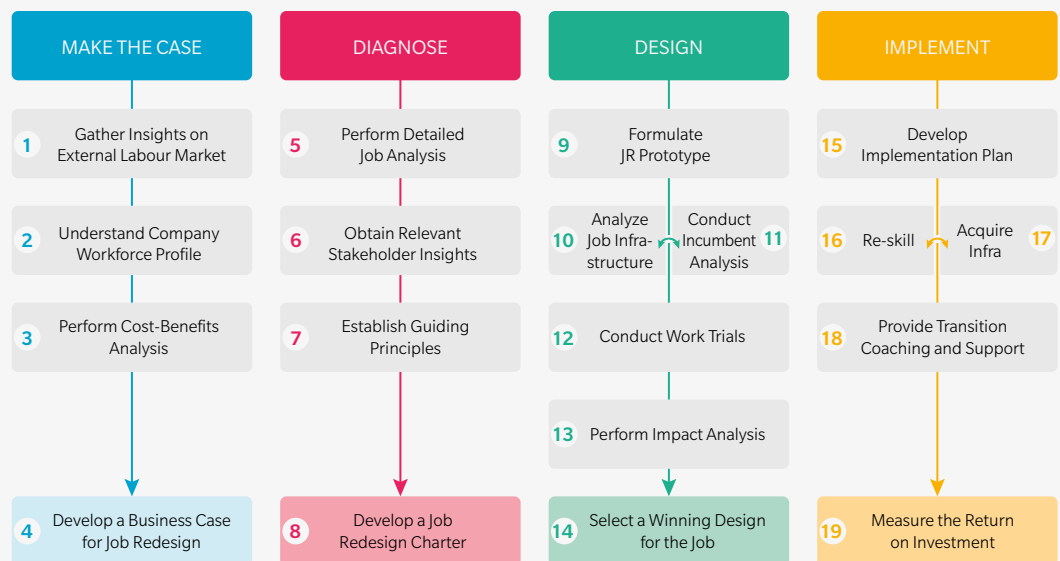 MAKE THE CASE
1
Gather Insights on
External Labour Market
2
Understand Company
Workforce Profile
3
Perform Cost-Benefits
Analysis
4
Develop a Business Case
for Job Redesign
DIAGNOSE
5
Perform Detailed
Job Analysis
6
Obtain Relevant
Stakeholder Insights
7
Establish Guiding
Principles
8
Develop a Job
Redesign Charter
DESIGN
9
Formulate
JR Prototype
10
Analyze
Job Infra-
structure
Conduct
Incumbent
Analysis
11
12
Conduct Work Trials
13
Perform Impact Analysis
14
Select a Winning Design
for the Job
IMPLEMENT
15
Develop
Implementation Plan
16
Re-skill
Acquire
Infra
17
18
Provide Transition
Coaching and Support
19
Measure the Return
on Investment